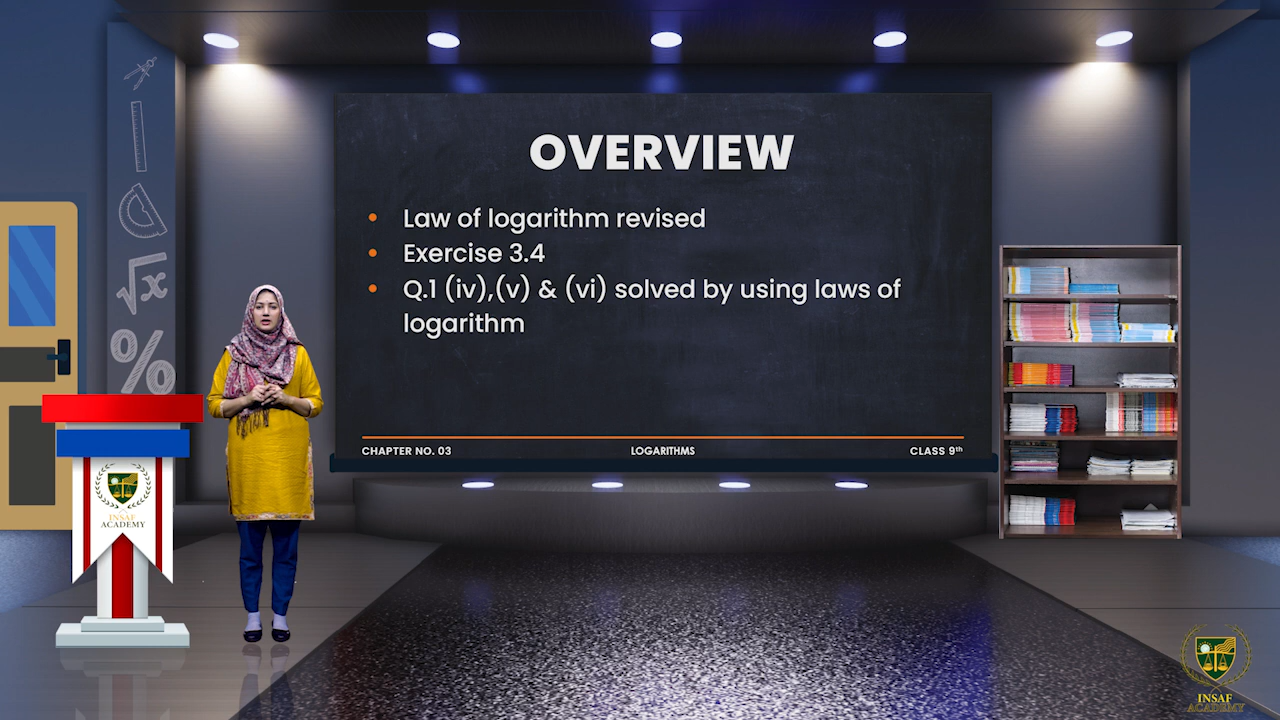 OVERVIEW
• Law of logarithm revised
• Exercise 3.4
• Q.1 (iv),(v) & (vi) solved by using laws of
logarithm
CHAPTER NO. 03 LOGARITHMS CLASS 9th
√x
%
INSAF
ACADEMY
INSAF
ACADEMY